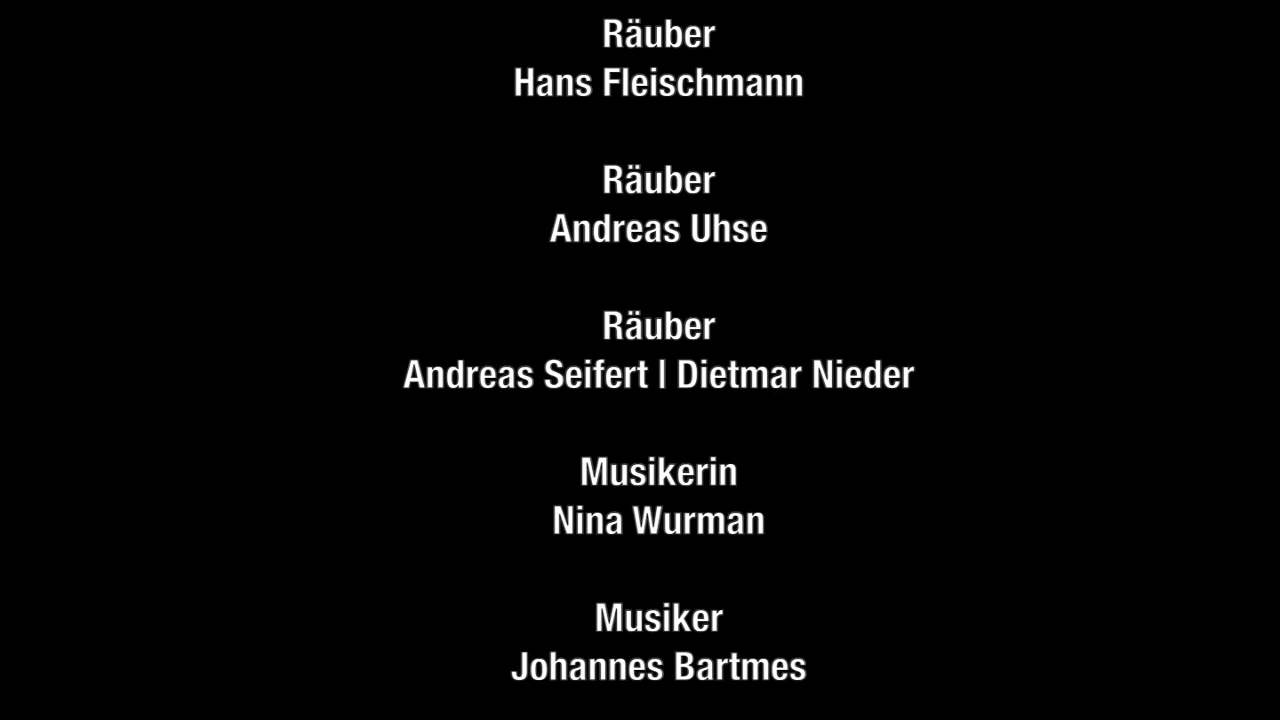 Räuber
Hans Fleischmann
Räuber
Andreas Uhse
Räuber
Andreas Seifert | Dietmar Nieder
Musikerin
Nina Wurman
Musiker
Johannes Bartmes